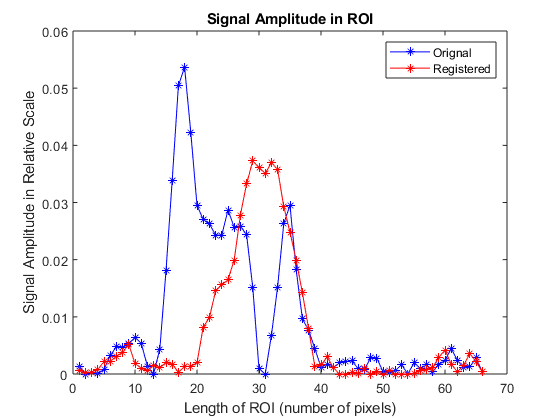 Signal Amplitude in ROI
Orignal
Registered
Signal Amplitude in Relative Scale
0.06
0.05
0.04
0.03
0.02
0.01
0
0 10 20 30 40 50 60 70
Length of ROI (number of pixels)